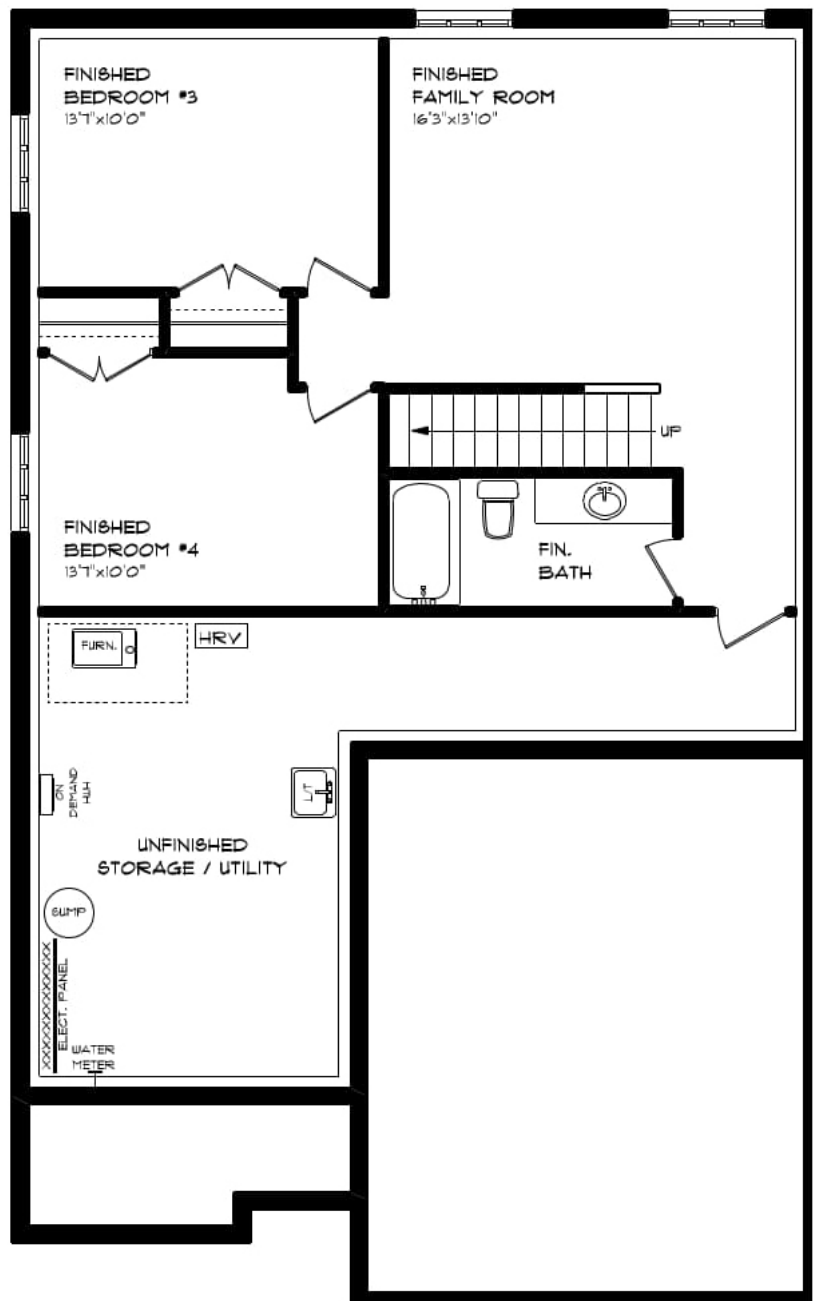 FINISHED
BEDROOM #3
13'7"x10'0"
FINISHED
FAMILY ROOM
16'3"x13'10"
UP
FINISHED
BEDROOM #4
13'7"x10'0"
FIN.
BATH
FURN.
HRV
ON
DEMAND
HWH
L/T
UNFINISHED
STORAGE / UTILITY
SUMP
XXXXXXXXXXXXXX
ELECT. PANEL
WATER
METER